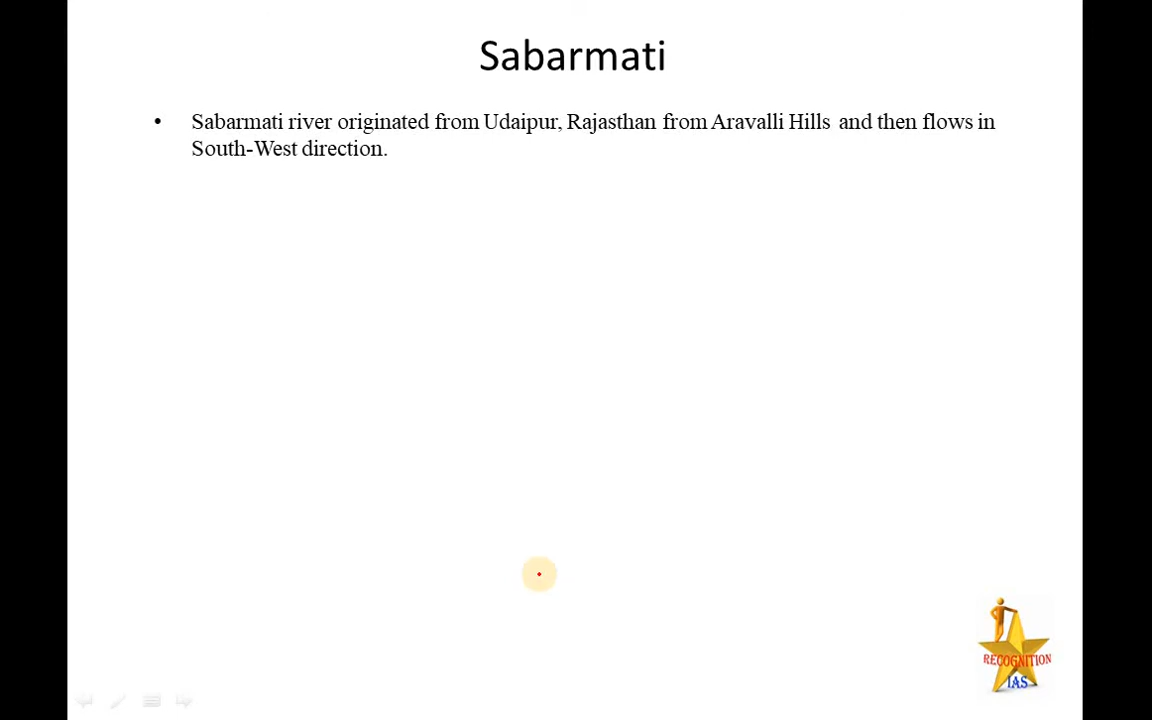 Sabarmati
• Sabarmati river originated from Udaipur, Rajasthan from Aravalli Hills and then flows in
South-West direction.
RECOGNITION
IAS